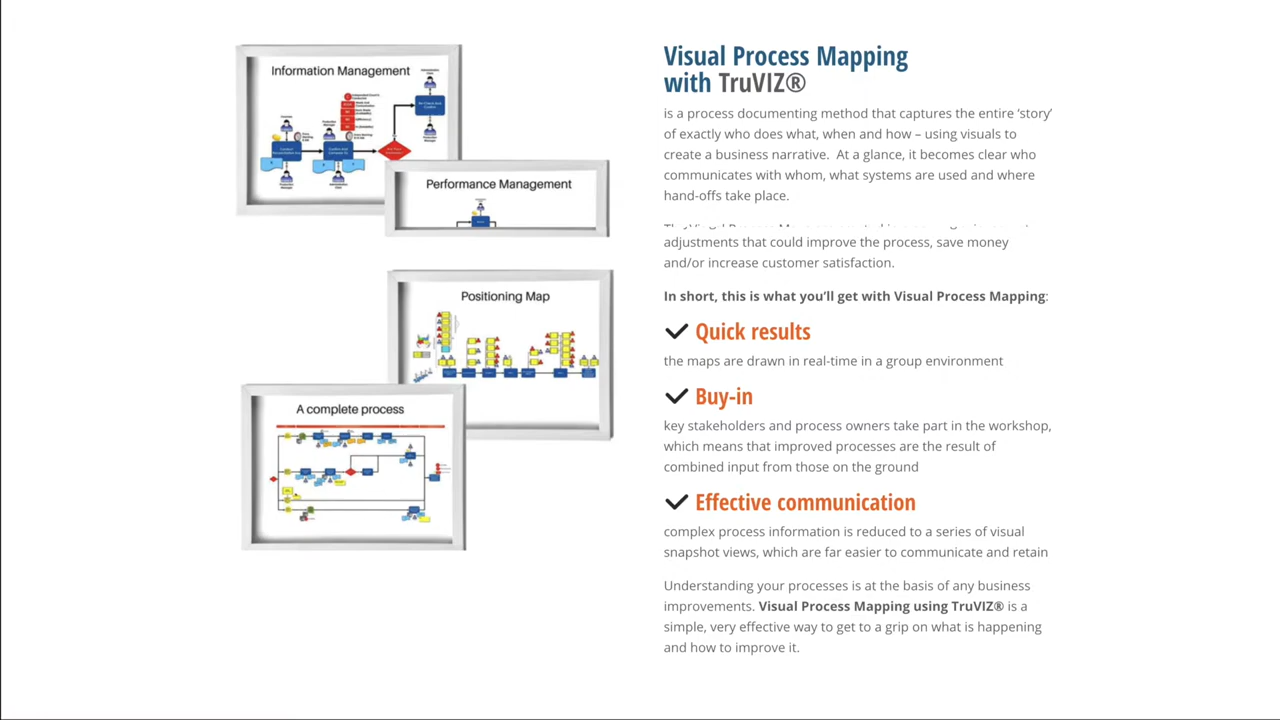 Information Management
Performance Management
Positioning Map
A complete process
Visual Process Mapping
with TruVIZ®
is a process documenting method that captures the entire ‘story’
of exactly who does what, when and how – using visuals to
create a business narrative. At a glance, it becomes clear who
communicates with whom, what systems are used and where
hand-offs take place.
adjustments that could improve the process, save money
and/or increase customer satisfaction.
In short, this is what you’ll get with Visual Process Mapping:
Quick results
the maps are drawn in real-time in a group environment
Buy-in
key stakeholders and process owners take part in the workshop,
which means that improved processes are the result of
combined input from those on the ground
Effective communication
complex process information is reduced to a series of visual
snapshot views, which are far easier to communicate and retain
Understanding your processes is at the basis of any business
improvements. Visual Process Mapping using TruVIZ® is a
simple, very effective way to get to a grip on what is happening
and how to improve it.